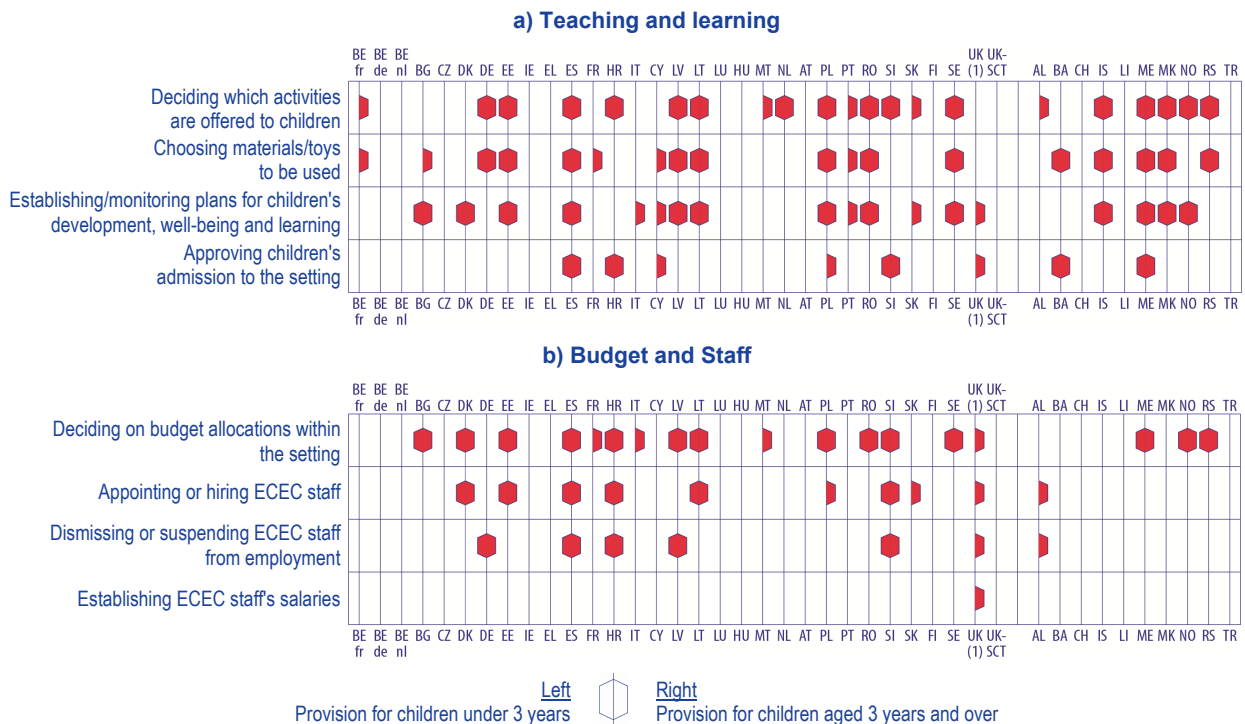 a) Teaching and learning
BE BE BE UK UK-
fr de nl BG CZ DK DE EE IE EL ES FR HR IT CY LV LT LU HU MT NL AT PL PT RO SI SK FI SE (1) SCT AL BA CH IS LI ME MK NO RS TR
Deciding which activities
are offered to children
Choosing materials/toys
to be used
Establishing/monitoring plans for children's
development, well-being and learning
Approving children's
admission to the setting
BE BE BE BG CZ DK DE EE IE EL ES FR HR IT CY LV LT LU HU MT NL AT PL PT RO SI SK FI SE UK UK- AL BA CH IS LI ME MK NO RS TR
fr de nl (1) SCT
b) Budget and Staff
BE BE BE UK UK-
fr de nl BG CZ DK DE EE IE EL ES FR HR IT CY LV LT LU HU MT NL AT PL PT RO SI SK FI SE (1) SCT AL BA CH IS LI ME MK NO RS TR
Deciding on budget allocations within
the setting
Appointing or hiring ECEC staff
Dismissing or suspending ECEC staff
from employment
Establishing ECEC staff's salaries
BE BE BE BG CZ DK DE EE IE EL ES FR HR IT CY LV LT LU HU MT NL AT PL PT RO SI SK FI SE UK UK- AL BA CH IS LI ME MK NO RS TR
fr de nl (1) SCT
Left Right
Provision for children under 3 years Provision for children aged 3 years and over